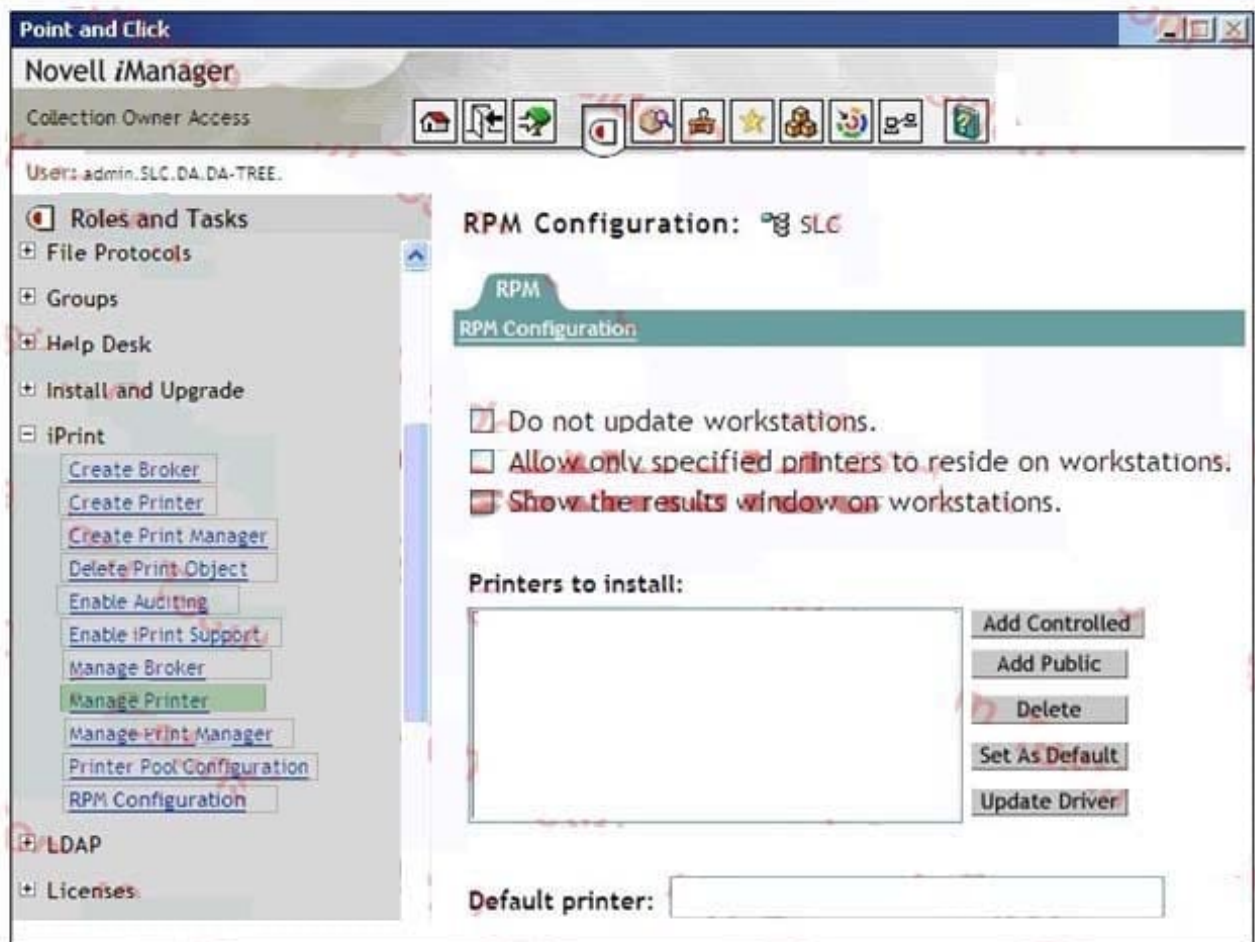 Point and Click
Novell iManager
Collection Owner Access
User: admin.SLC.DA.DA-TREE.
Roles and Tasks
File Protocols
Groups
Help Desk
Install and Upgrade
iPrint
Create Broker
Create Printer
Create Print Manager
Delete Print Object
Enable Auditing
Enable iPrint Support
Manage Broker
Manage Printer
Manage Print Manager
Printer Pool Configuration
RPM Configuration
LDAP
Licenses
RPM Configuration: SLC
RPM
RPM Configuration
Do not update workstations.
Allow only specified printers to reside on workstations.
Show the results window on workstations.
Printers to install:
Add Controlled
Add Public
Delete
Set As Default
Update Driver
Default printer: